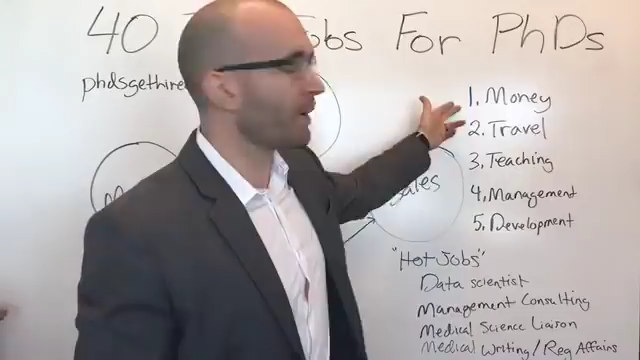 40 Jobs For PhDs
phdsgethire
1. Money
2. Travel
3. Teaching
4. Management
5. Development
Sales
"Hot Jobs"
Data scientist
Management Consulting
Medical Science Liaison
Medical Writing/Reg Affairs